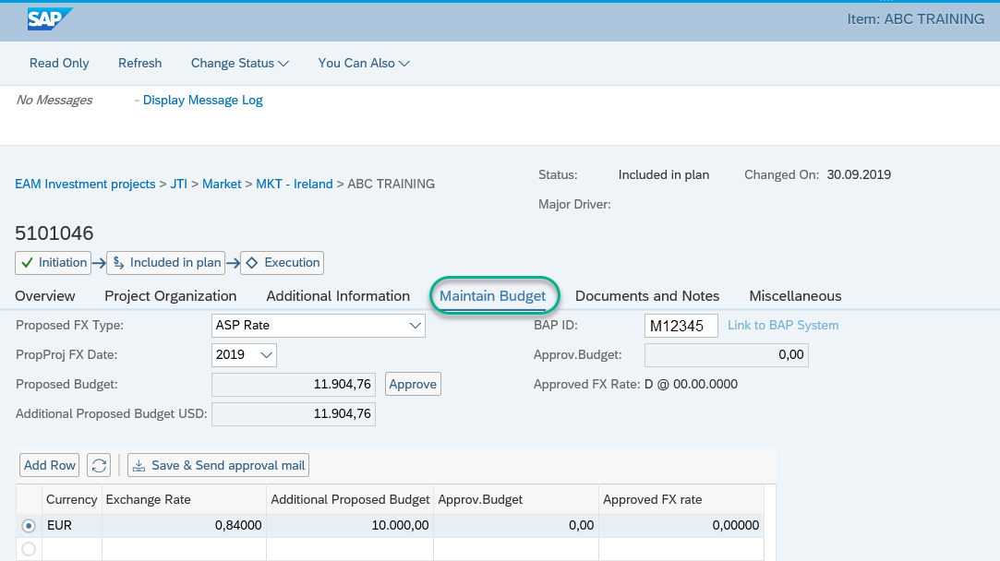 SAP
Item: ABC TRAINING
Read Only Refresh Change Status You Can Also
No Messages - Display Message Log
EAM Investment projects > JTI > Market > MKT - Ireland > ABC TRAINING
Status: Included in plan Changed On: 30.09.2019
Major Driver:
5101046
Initiation Included in plan Execution
Overview Project Organization Additional Information Maintain Budget Documents and Notes Miscellaneous
Proposed FX Type: ASP Rate BAP ID: M12345 Link to BAP System
PropProj FX Date: 2019 Approv.Budget: 0,00
Proposed Budget: 11.904,76 Approve Approved FX Rate: D @ 00.00.0000
Additional Proposed Budget USD: 11.904,76
Add Row Save & Send approval mail
Currency Exchange Rate Additional Proposed Budget Approv.Budget Approved FX rate
EUR 0,84000 10.000,00 0,00 0,00000